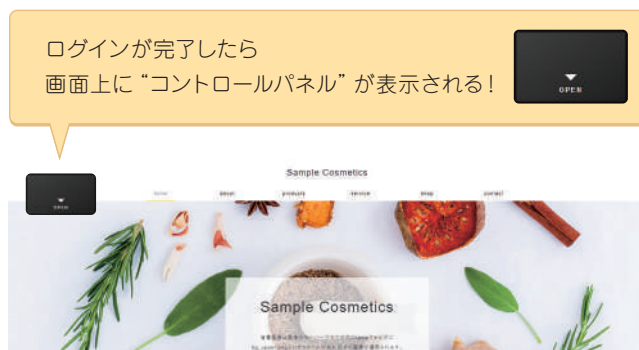 ログインが完了したら
画面上に“コントロールパネル”が表示される!
OPEN
Sample Cosmetics
OPEN
home about products service blog contact
Sample Cosmetics